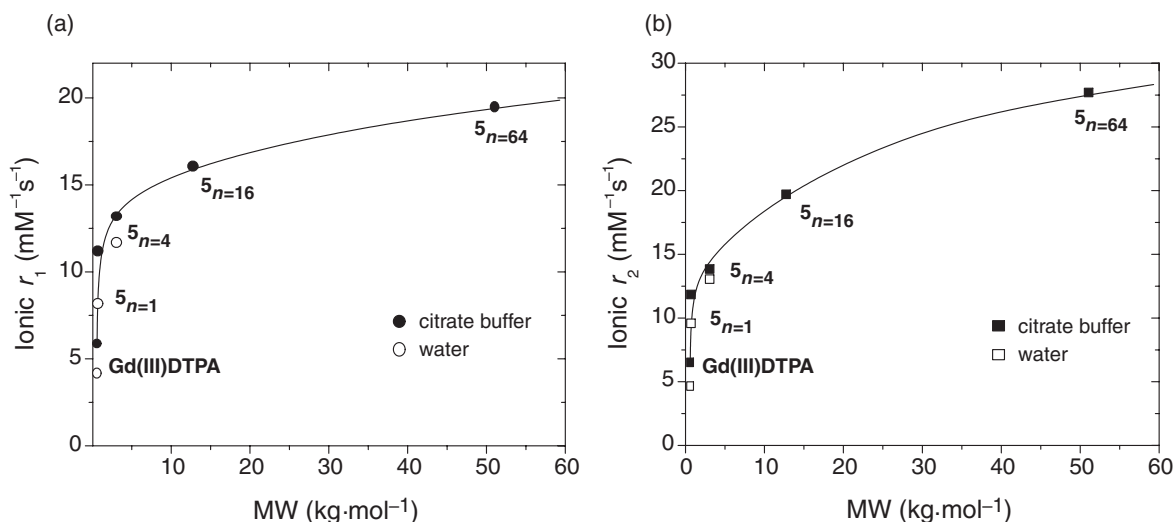 (a)
Ionic r1 (mM−1s−1)
20
15
10
5
0
5n=64
5n=16
5n=4
5n=1
Gd(III)DTPA
citrate buffer
water
10 20 30 40 50 60
MW (kg·mol−1)
(b)
Ionic r2 (mM−1s−1)
30
25
20
15
10
5
0
5n=64
5n=16
5n=4
5n=1
Gd(III)DTPA
citrate buffer
water
0 10 20 30 40 50 60
MW (kg·mol−1)